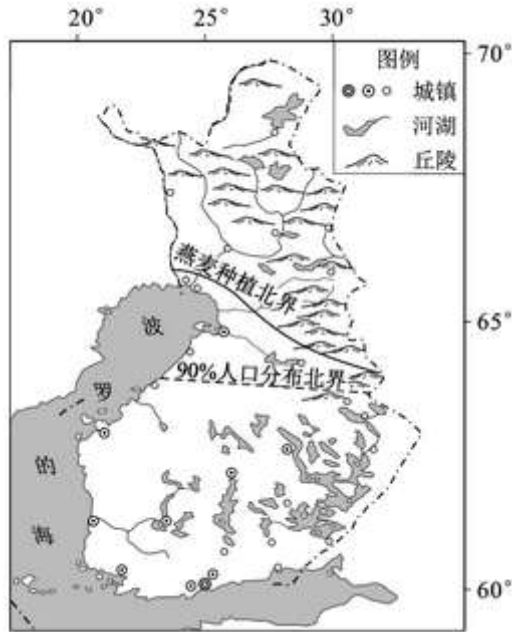 20° 25° 30°
70°
图例
城镇
河湖
丘陵
燕麦种植北界
65°
90%人口分布北界
波
罗
的
海
60°